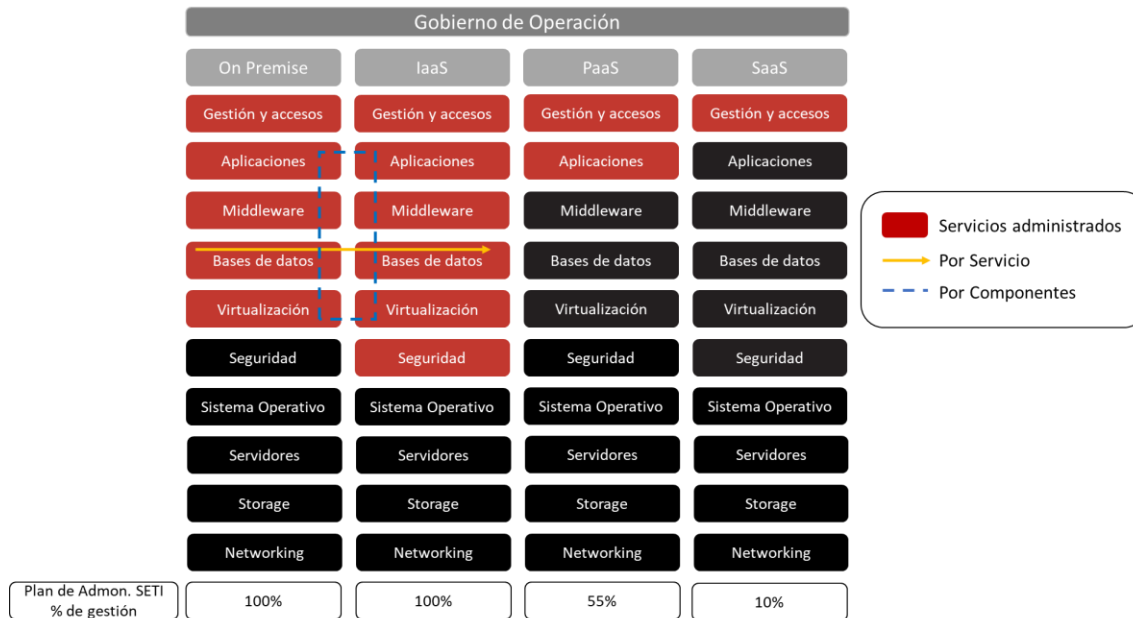 Gobierno de Operación
On Premise IaaS PaaS SaaS
Gestión y accesos Gestión y accesos Gestión y accesos Gestión y accesos
Aplicaciones Aplicaciones Aplicaciones Aplicaciones
Middleware Middleware Middleware Middleware
Bases de datos Bases de datos Bases de datos Bases de datos
Virtualización Virtualización Virtualización Virtualización
Seguridad Seguridad Seguridad Seguridad
Sistema Operativo Sistema Operativo Sistema Operativo Sistema Operativo
Servidores Servidores Servidores Servidores
Storage Storage Storage Storage
Networking Networking Networking Networking
Plan de Admon. SETI
% de gestión
100% 100% 55% 10%
Servicios administrados
Por Servicio
Por Componentes